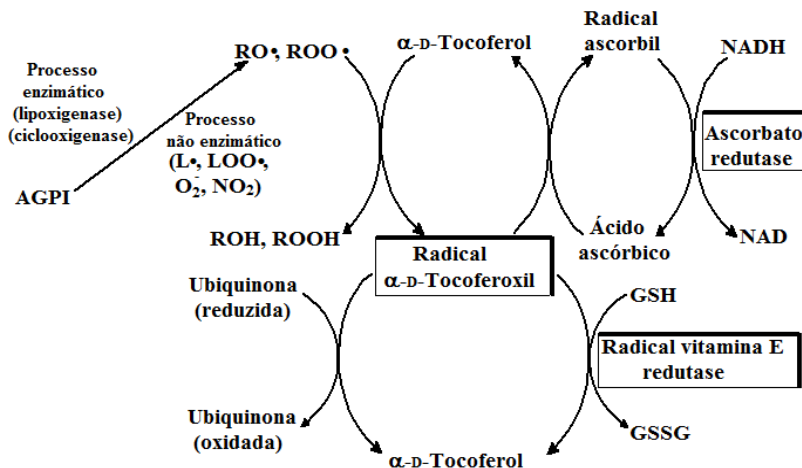 Processo
enzimático
(lipoxigenase)
(ciclooxigenase)
AGPI
RO•, ROO •
Processo
não enzimático
(L•, LOO•,
O₂⁻, NO₂)
ROH, ROOH
α-D-Tocoferol
Radical
ascorbil
NADH
Ascorbato
redutase
NAD
Ácido
ascórbico
Radical
α-D-Tocoferoxil
Ubiquinona
(reduzida)
Ubiquinona
(oxidada)
GSH
Radical vitamina E
redutase
GSSG
α-D-Tocoferol